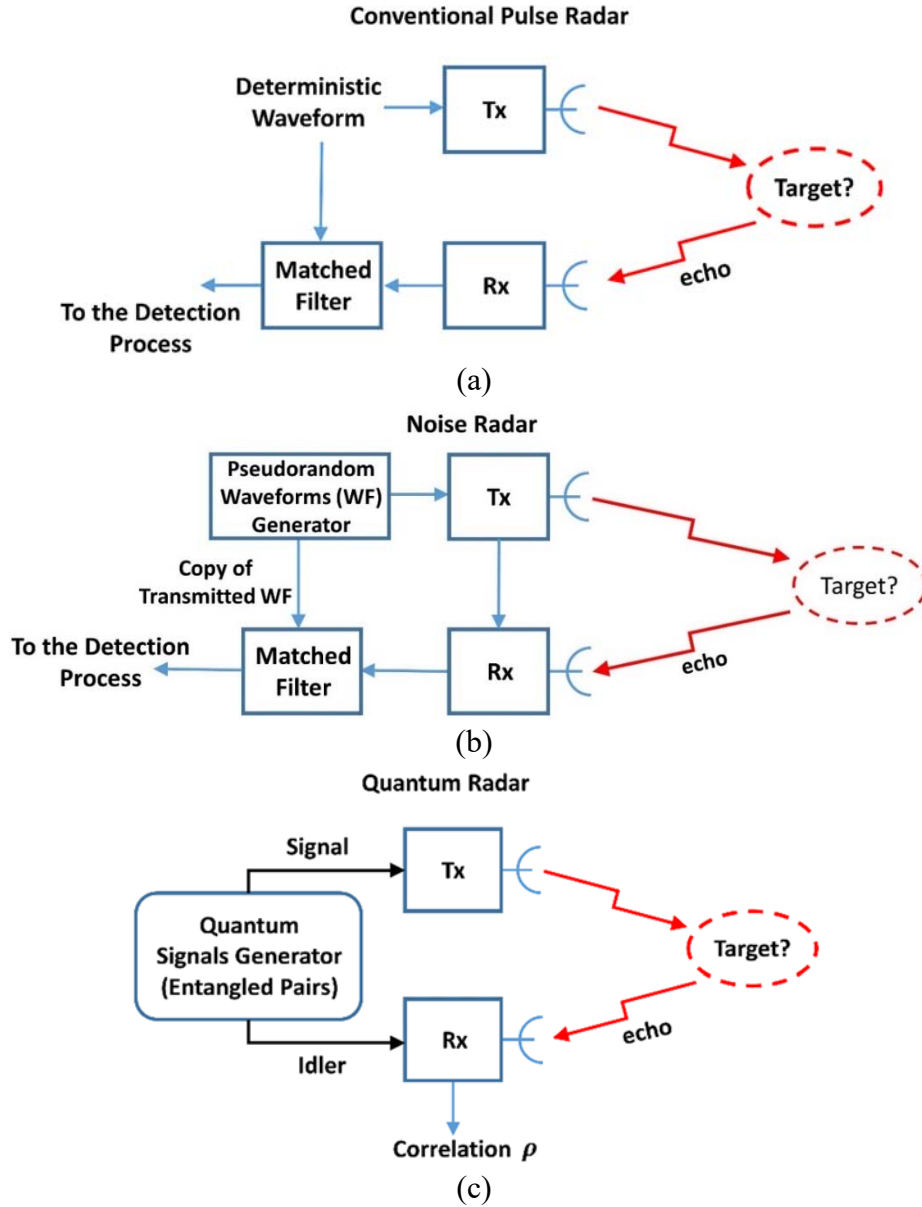 Conventional Pulse Radar
Deterministic
Waveform
Tx
Target?
Matched
Filter
Rx
echo
To the Detection
Process
(a)
Noise Radar
Pseudorandom
Waveforms (WF)
Generator
Tx
Copy of
Transmitted WF
Target?
To the Detection
Process
Matched
Filter
Rx
echo
(b)
Quantum Radar
Signal
Tx
Quantum
Signals Generator
(Entangled Pairs)
Target?
Rx
echo
Idler
Correlation ρ
(c)